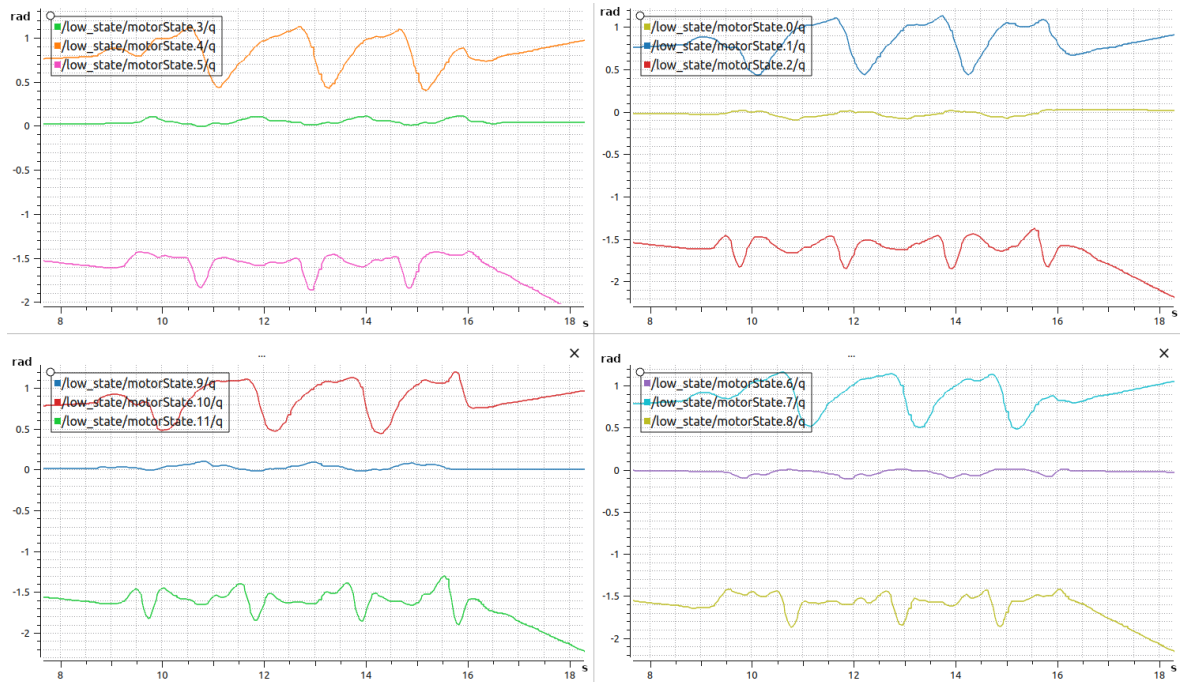 rad
/low_state/motorState.3/q
/low_state/motorState.4/q
/low_state/motorState.5/q
1
0.5
0
-0.5
-1
-1.5
-2
8
10
12
14
16
18
s
rad
/low_state/motorState.0/q
/low_state/motorState.1/q
/low_state/motorState.2/q
1
0.5
0
-0.5
-1
-1.5
-2
8
10
12
14
16
18
s
...
rad
/low_state/motorState.9/q
/low_state/motorState.10/q
/low_state/motorState.11/q
1
0.5
0
-0.5
-1
-1.5
-2
8
10
12
14
16
18
s
...
rad
/low_state/motorState.6/q
/low_state/motorState.7/q
/low_state/motorState.8/q
1
0.5
0
-0.5
-1
-1.5
-2
8
10
12
14
16
18
s